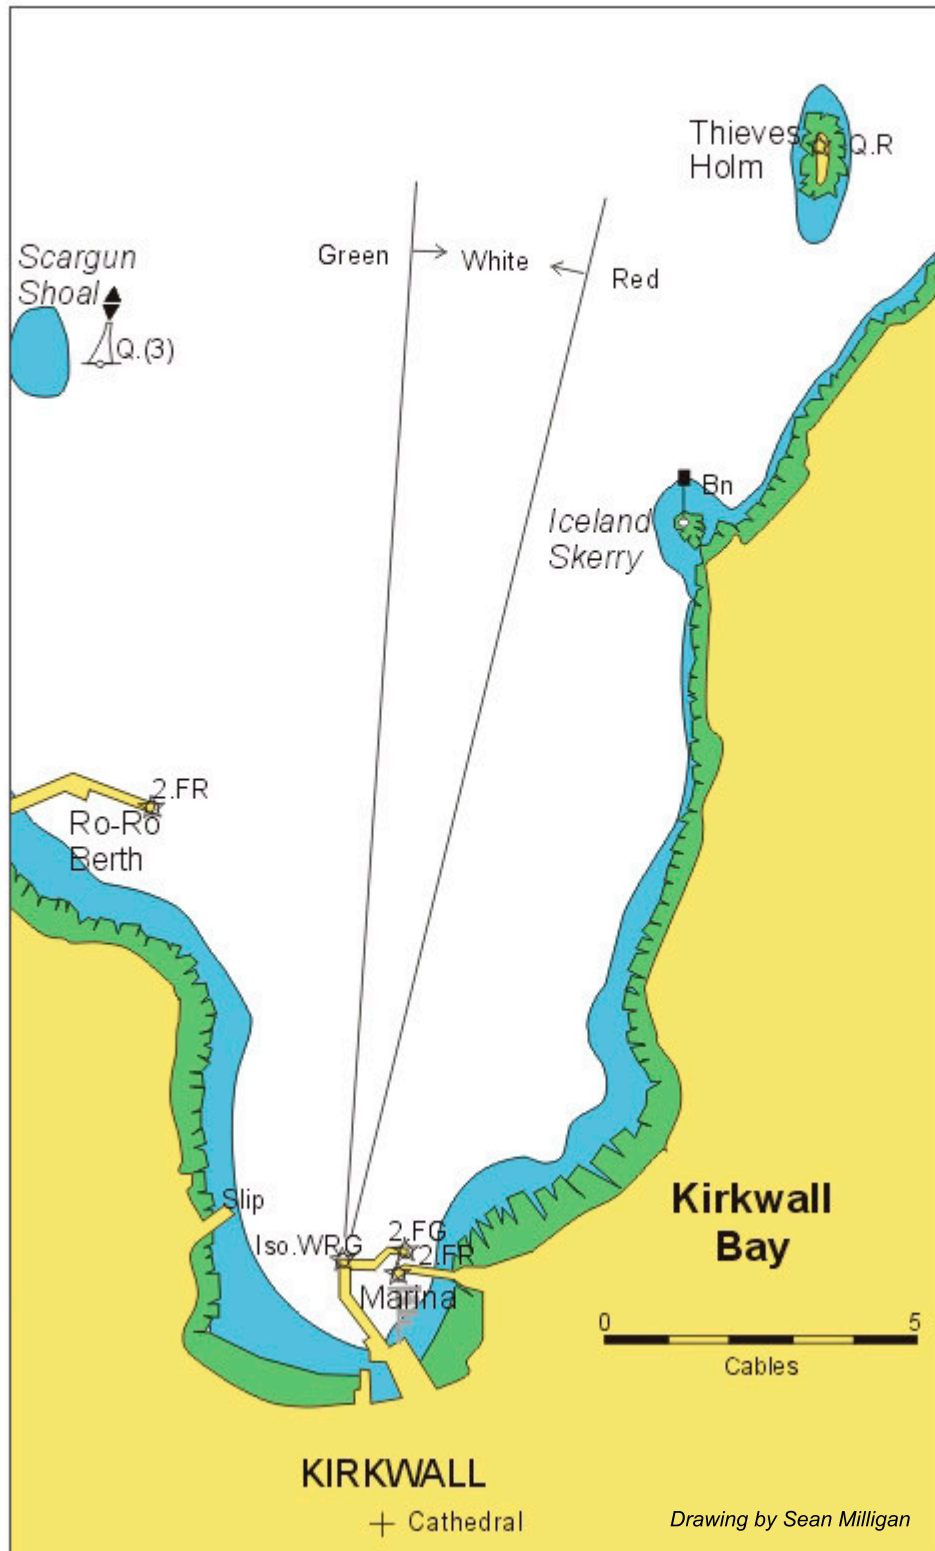 Thieves
Holm
Q.R
Green
White
Red
Scargun
Shoal
Q.(3)
Bn
Iceland
Skerry
2.FR
Ro-Ro
Berth
Slip
Iso.WRG
2.FG
2.FR
Marina
Kirkwall
Bay
0 5
Cables
KIRKWALL
Cathedral
Drawing by Sean Milligan